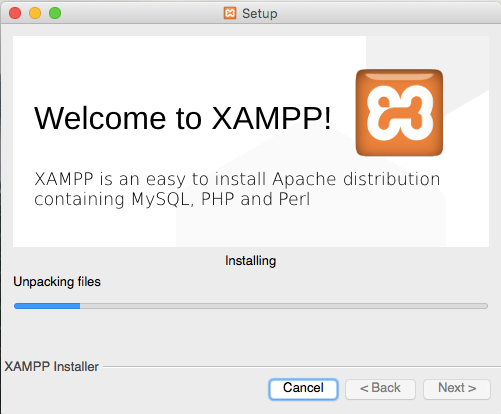 Setup
Welcome to XAMPP!
XAMPP is an easy to install Apache distribution
containing MySQL, PHP and Perl
Installing
Unpacking files
XAMPP Installer
Cancel
< Back
Next >